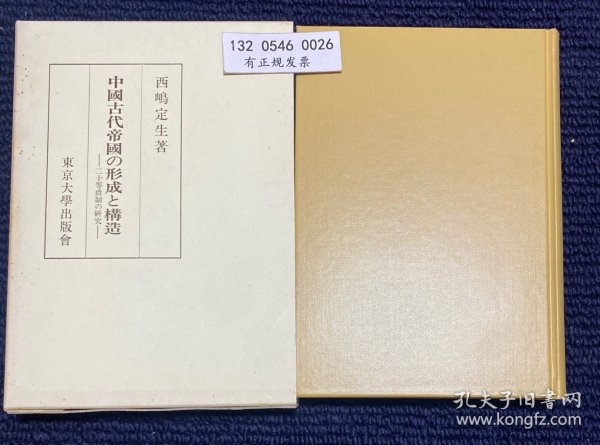 132 0546 0026
有正规发票
西嶋定生著
中國古代帝國の形成と構造
―二十等爵制の研究―
東京大學出版會
孔夫子旧书网
www.kongfz.com